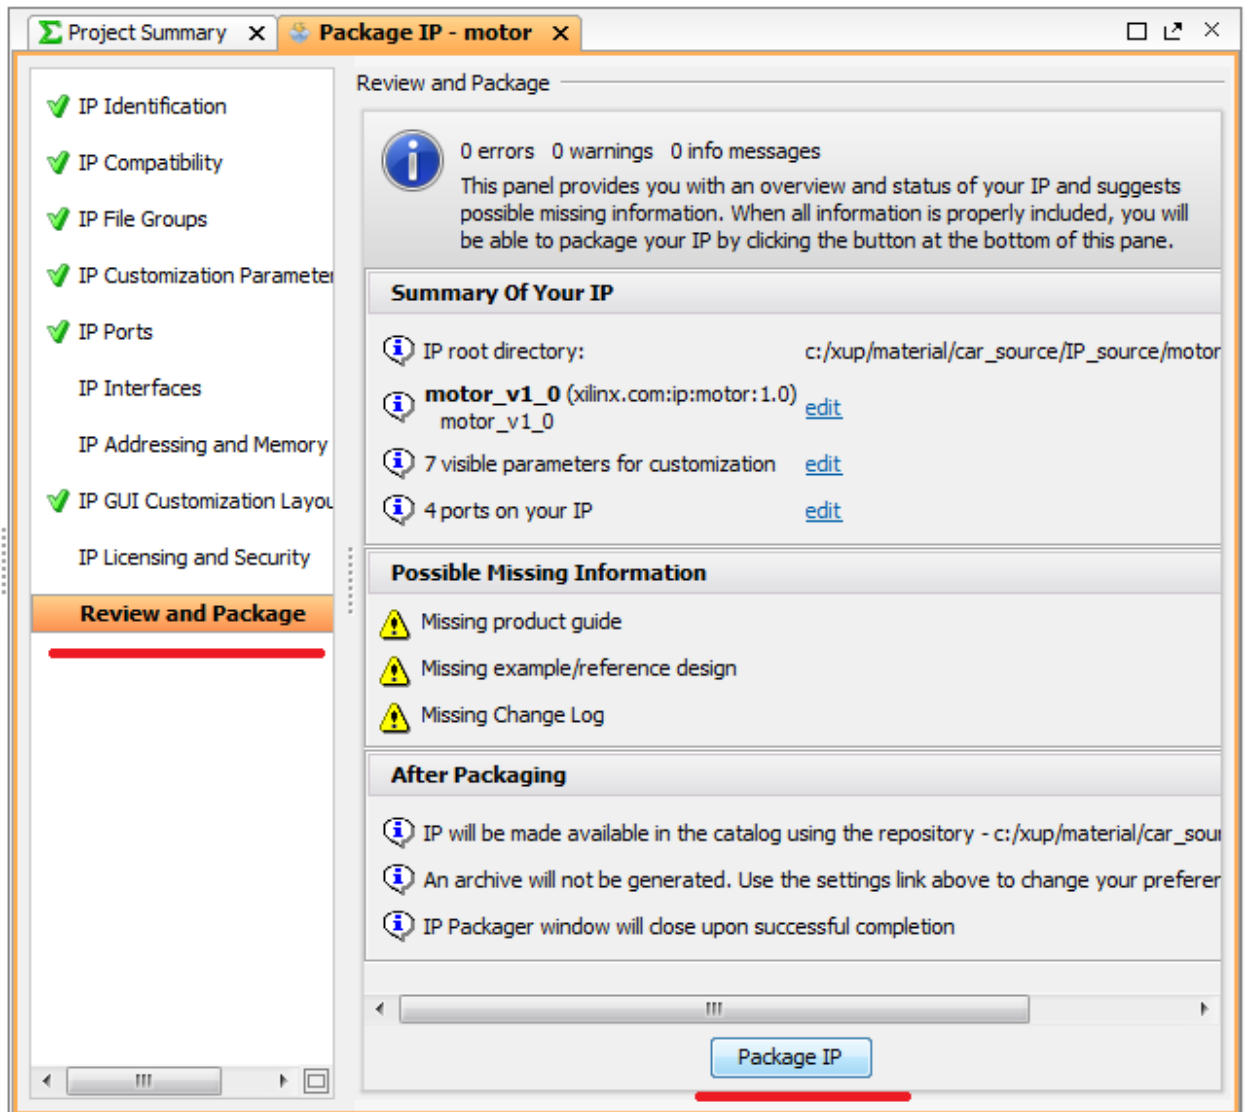 Project Summary
Package IP - motor
IP Identification
IP Compatibility
IP File Groups
IP Customization Parameter
IP Ports
IP Interfaces
IP Addressing and Memory
IP GUI Customization Layou
IP Licensing and Security
Review and Package
Review and Package
0 errors 0 warnings 0 info messages
This panel provides you with an overview and status of your IP and suggests
possible missing information. When all information is properly included, you will
be able to package your IP by clicking the button at the bottom of this pane.
Summary Of Your IP
IP root directory: c:/xup/material/car_source/IP_source/motor
motor_v1_0 (xilinx.com:ip:motor:1.0) edit
motor_v1_0
7 visible parameters for customization edit
4 ports on your IP edit
Possible Missing Information
Missing product guide
Missing example/reference design
Missing Change Log
After Packaging
IP will be made available in the catalog using the repository - c:/xup/material/car_sour
An archive will not be generated. Use the settings link above to change your preferer
IP Packager window will close upon successful completion
Package IP